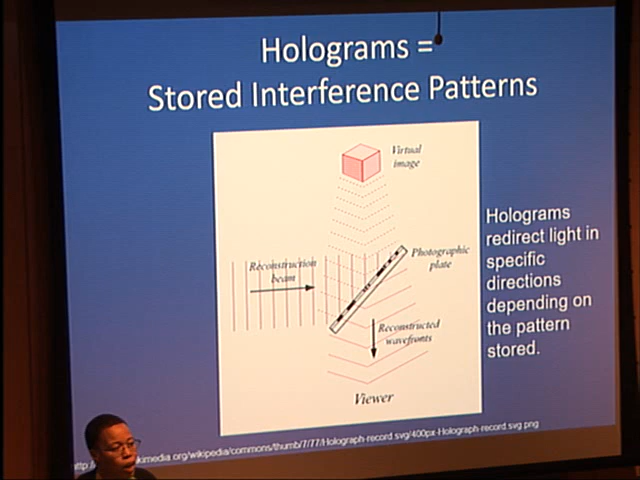 Holograms =
Stored Interference Patterns
Virtual
image
Holograms
redirect light in
specific
directions
depending on
the pattern
stored.
Photographic
plate
Reconstruction
beam
Reconstructed
wavefronts
Viewer
kimedia.org/wikipedia/commons/thumb/7/77/Holograph-record.svg/400px-Holograph-record.svg.png